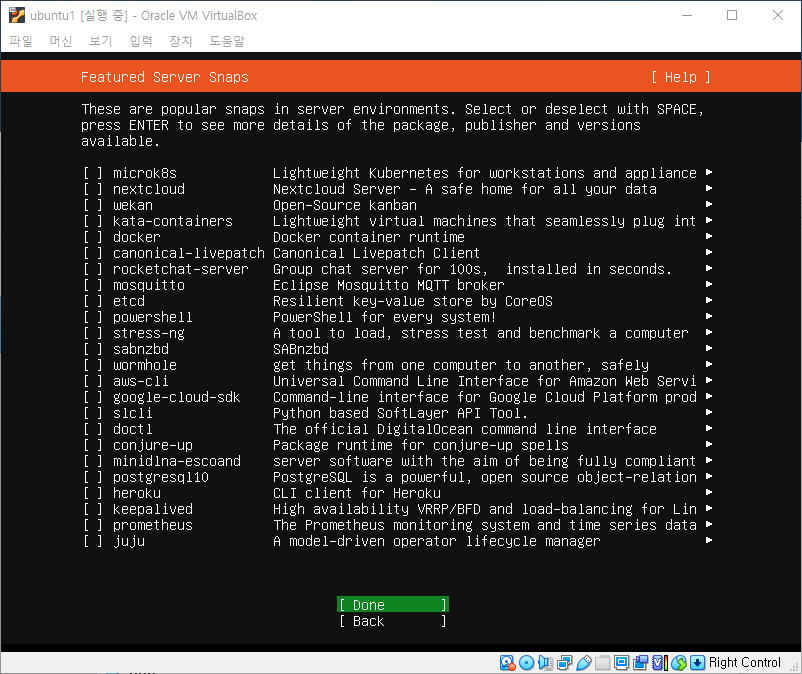 ubuntu1 [실행 중] - Oracle VM VirtualBox
파일 머신 보기 입력 장치 도움말
Featured Server Snaps [ Help ]
These are popular snaps in server environments. Select or deselect with SPACE,
press ENTER to see more details of the package, publisher and versions
available.
[ ] microk8s Lightweight Kubernetes for workstations and appliance ▸
[ ] nextcloud Nextcloud Server - A safe home for all your data ▸
[ ] wekan Open-Source kanban ▸
[ ] kata-containers Lightweight virtual machines that seamlessly plug int ▸
[ ] docker Docker container runtime ▸
[ ] canonical-livepatch Canonical Livepatch Client ▸
[ ] rocketchat-server Group chat server for 100s, installed in seconds. ▸
[ ] mosquitto Eclipse Mosquitto MQTT broker ▸
[ ] etcd Resilient key-value store by CoreOS ▸
[ ] powershell PowerShell for every system! ▸
[ ] stress-ng A tool to load, stress test and benchmark a computer ▸
[ ] sabnzbd SABnzbd ▸
[ ] wormhole get things from one computer to another, safely ▸
[ ] aws-cli Universal Command Line Interface for Amazon Web Servi ▸
[ ] google-cloud-sdk Command-line interface for Google Cloud Platform prod ▸
[ ] slcli Python based SoftLayer API Tool. ▸
[ ] doctl The official DigitalOcean command line interface ▸
[ ] conjure-up Package runtime for conjure-up spells ▸
[ ] minidlna-escoand server software with the aim of being fully compliant ▸
[ ] postgresql10 PostgreSQL is a powerful, open source object-relation ▸
[ ] heroku CLI client for Heroku ▸
[ ] keepalived High availability VRRP/BFD and load-balancing for Lin ▸
[ ] prometheus The Prometheus monitoring system and time series data ▸
[ ] juju A model-driven operator lifecycle manager ▸
[ Done ]
[ Back ]
Right Control